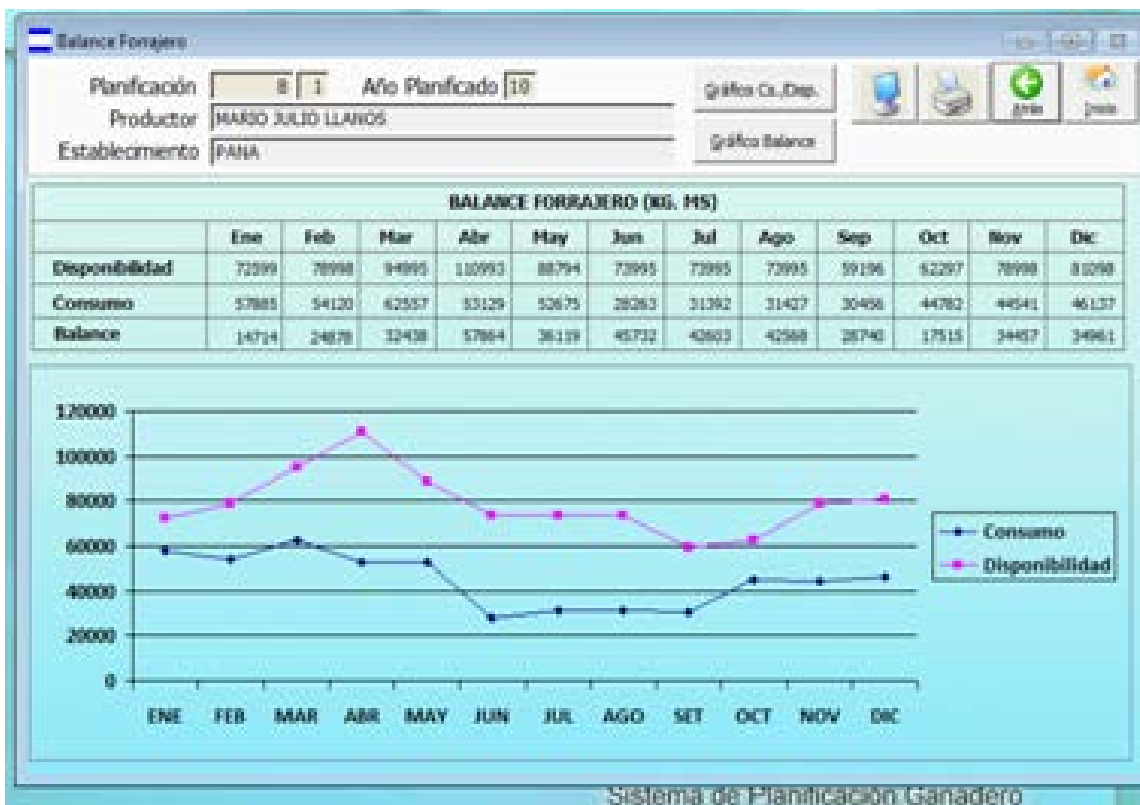 Balance Forrajero
Planificación 8 1 Año Planificado 10
Productor MARIO JULIO LLANOS
Establecimiento PANA
Gráfico Co./Disp.
Gráfico Balance
Atrás
Inicio
BALANCE FORRAJERO (KG. MS)
Ene Feb Mar Abr May Jun Jul Ago Sep Oct Nov Dic
Disponibilidad 72599 78998 94995 110993 88794 73995 73995 73995 59196 62297 78998 81098
Consumo 57885 54120 62557 53129 52675 28263 31392 31427 30456 44782 44541 46137
Balance 14714 24878 32438 57864 36119 45732 42603 42568 28740 17515 34457 34961
120000
100000
80000
60000
40000
20000
0
ENE FEB MAR ABR MAY JUN JUL AGO SET OCT NOV DIC
Consumo
Disponibilidad
Sistema de Planificación Ganadero